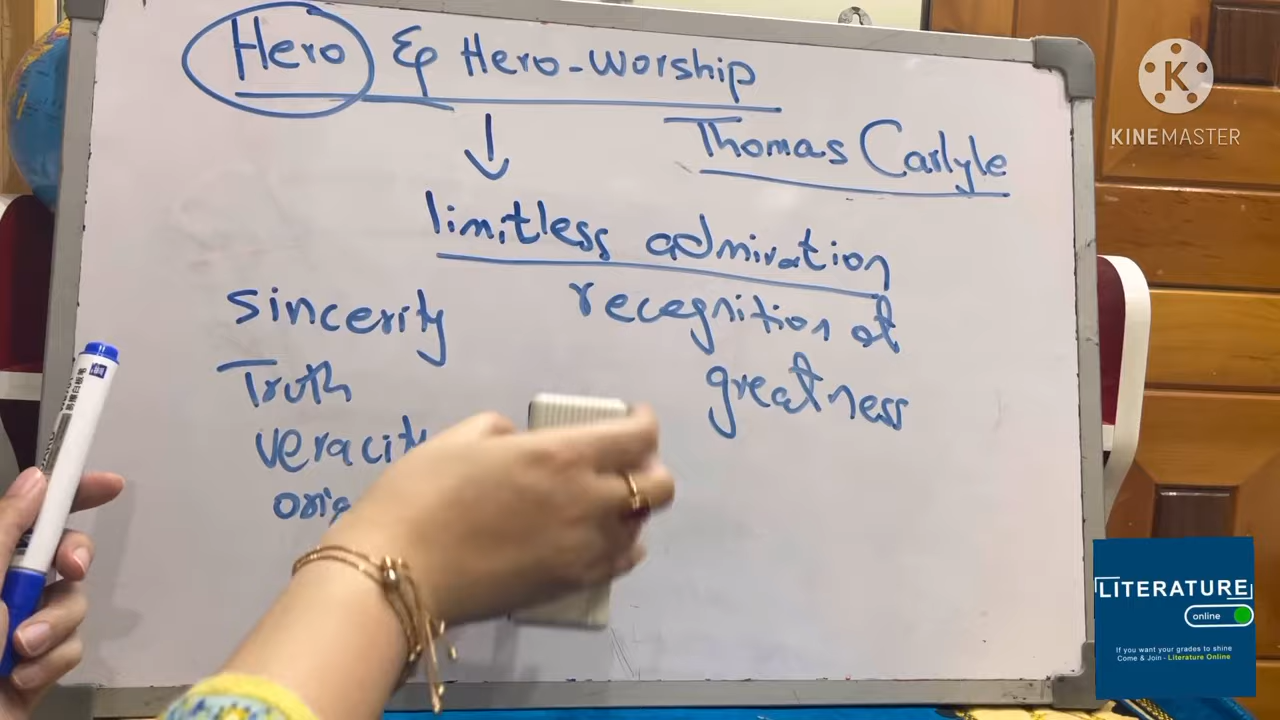 Hero & Hero-worship
Thomas Carlyle
limitless admiration
sincerity
recognition of
Truth
greatness
veracity
KINEMASTER
LITERATURE
online
If you want your grades to shine
Come & Join - Literature Online